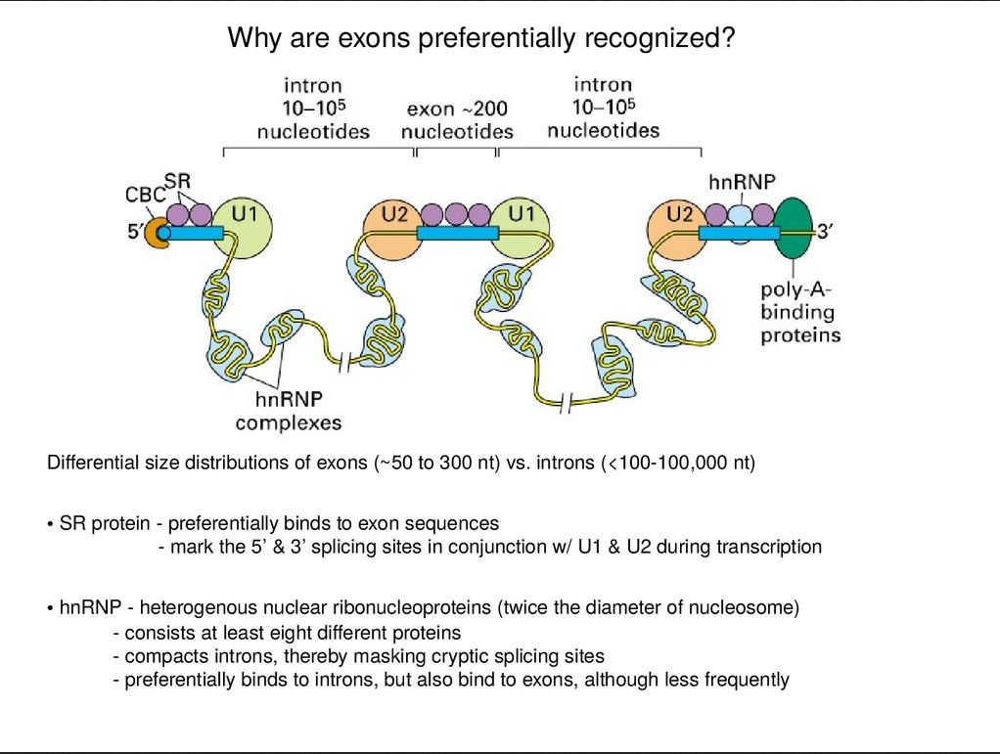 Why are exons preferentially recognized?
intron
10–10⁵
nucleotides
exon ~200
nucleotides
intron
10–10⁵
nucleotides
CBC
SR
U1
U2
U1
U2
hnRNP
5′
3′
hnRNP
complexes
poly-A-
binding
proteins
Differential size distributions of exons (~50 to 300 nt) vs. introns (<100-100,000 nt)
• SR protein - preferentially binds to exon sequences
- mark the 5’ & 3’ splicing sites in conjunction w/ U1 & U2 during transcription
• hnRNP - heterogenous nuclear ribonucleoproteins (twice the diameter of nucleosome)
- consists at least eight different proteins
- compacts introns, thereby masking cryptic splicing sites
- preferentially binds to introns, but also bind to exons, although less frequently